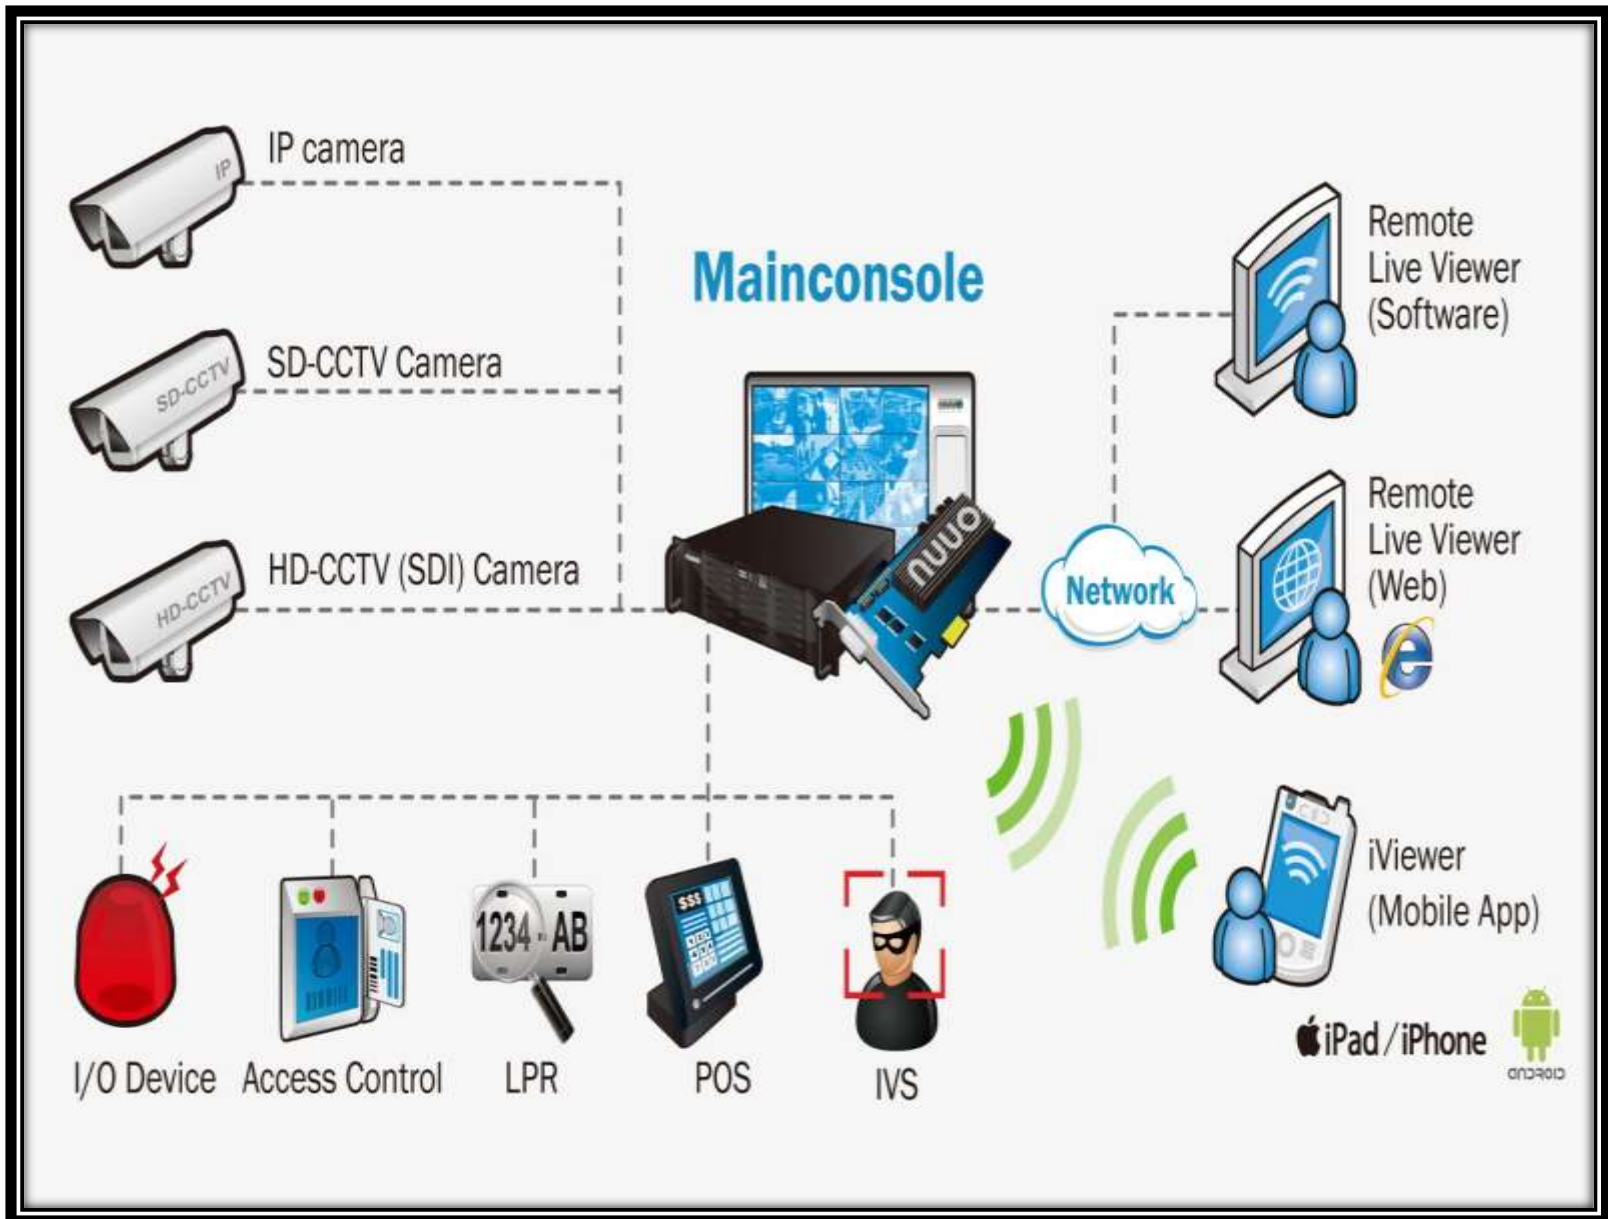 IP camera
IP
SD-CCTV Camera
SD-CCTV
HD-CCTV (SDI) Camera
HD-CCTV
Mainconsole
nuuo
Network
Remote
Live Viewer
(Software)
Remote
Live Viewer
(Web)
iViewer
(Mobile App)
iPad / iPhone
ANDROID
$$$
1234 AB
I/O Device
Access Control
LPR
POS
IVS